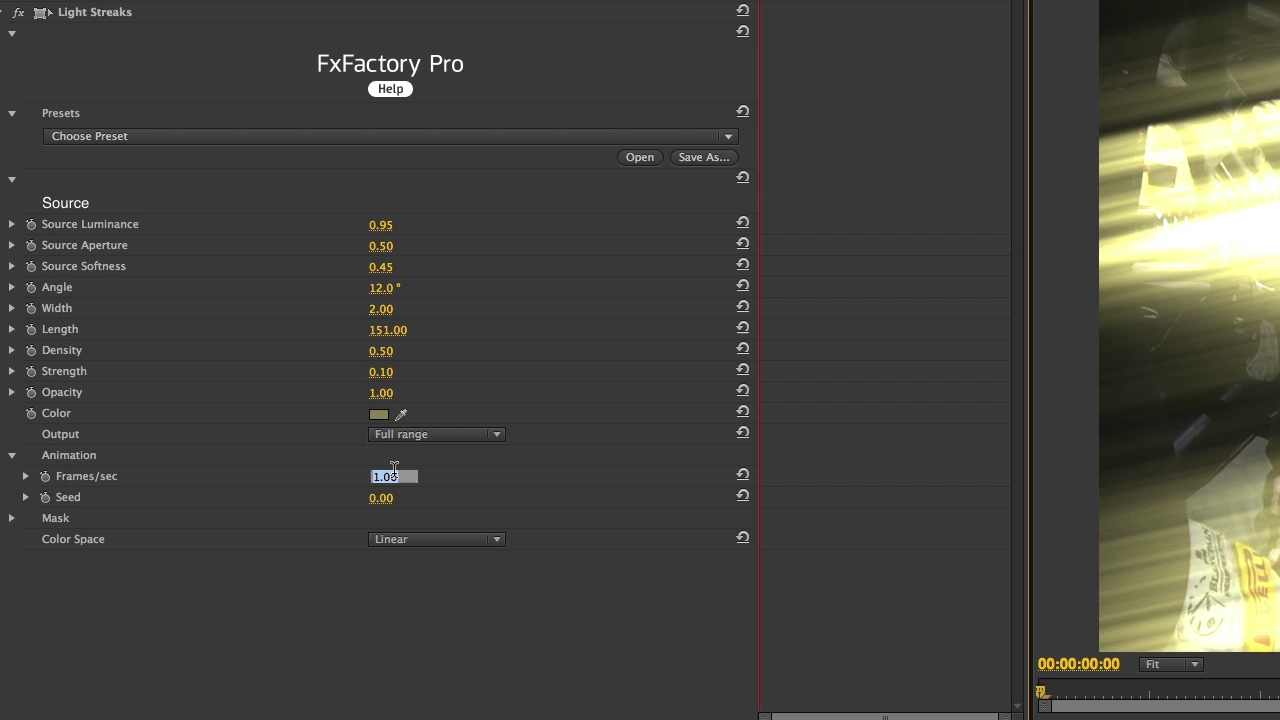 fx Light Streaks
FxFactory Pro
Help
Presets
Choose Preset
Open Save As...
Source
Source Luminance 0.95
Source Aperture 0.50
Source Softness 0.45
Angle 12.0 °
Width 2.00
Length 151.00
Density 0.50
Strength 0.10
Opacity 1.00
Color
Output Full range
Animation
Frames/sec 1.00
Seed 0.00
Mask
Color Space Linear
00:00:00:00 Fit